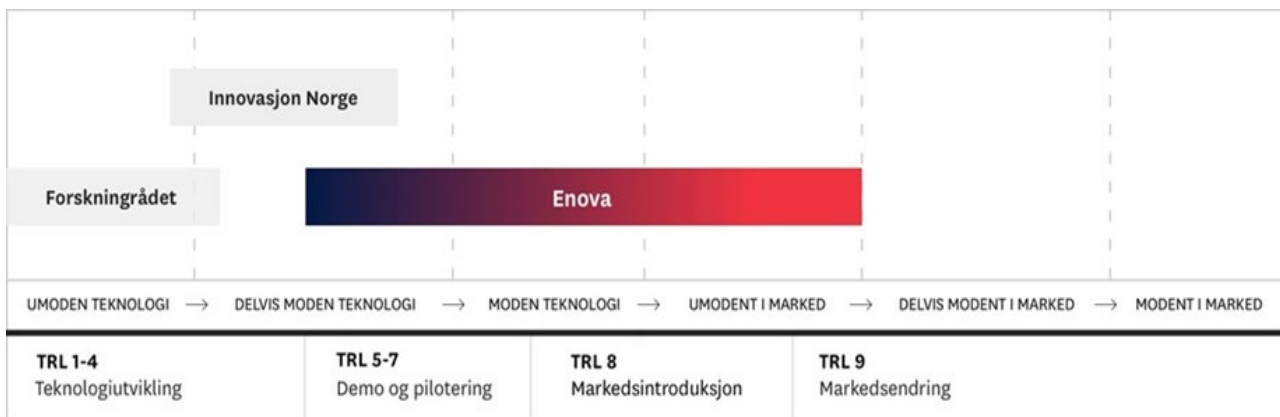 Innovasjon Norge
Forskningrådet
Enova
UMODEN TEKNOLOGI → DELVIS MODEN TEKNOLOGI → MODEN TEKNOLOGI → UMODENT I MARKED → DELVIS MODENT I MARKED → MODENT I MARKED
TRL 1-4
Teknologiutvikling
TRL 5-7
Demo og pilotering
TRL 8
Markedsintroduksjon
TRL 9
Markedsendring